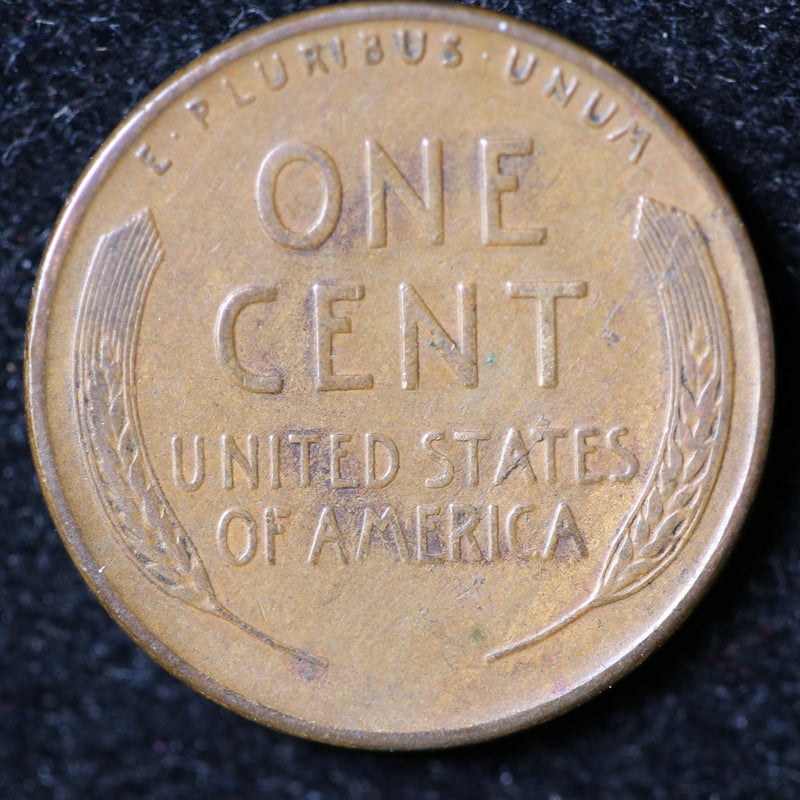 E·PLURIBUS·UNUM
ONE
CENT
UNITED STATES
OF AMERICA